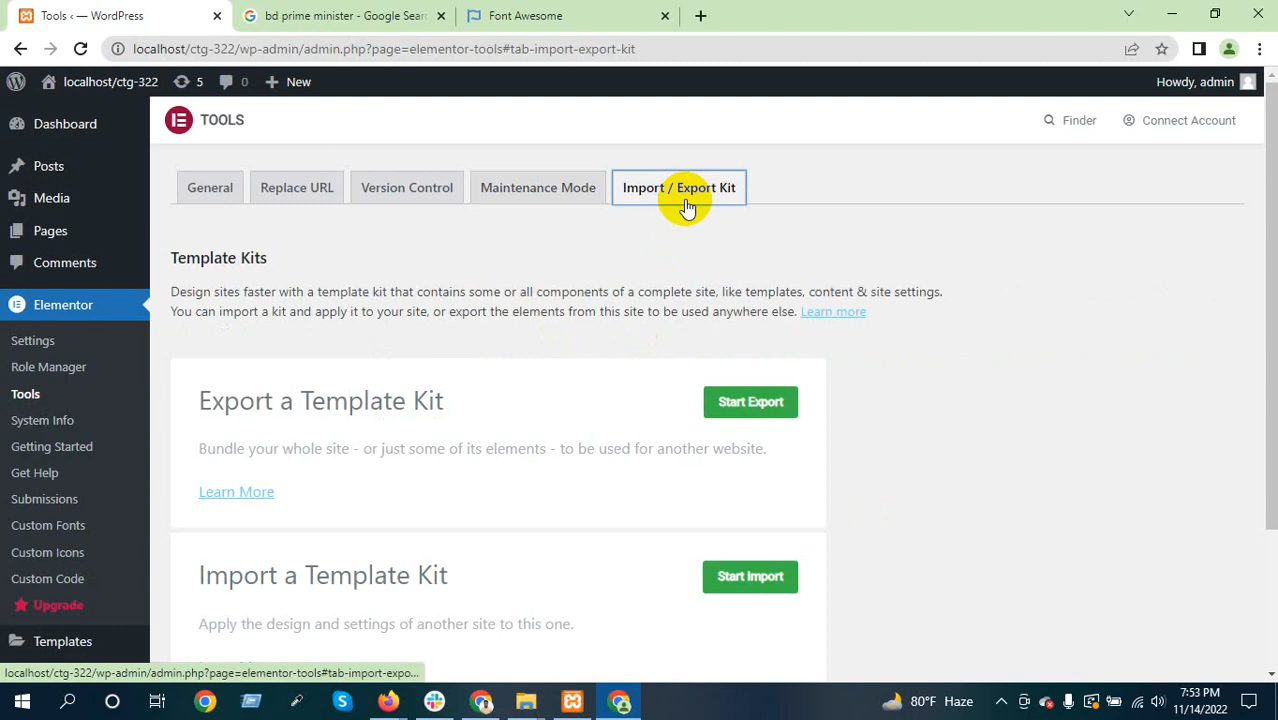 Tools ‹ — WordPress
bd prime minister - Google Sear
Font Awesome
localhost/ctg-322/wp-admin/admin.php?page=elementor-tools#tab-import-export-kit
localhost/ctg-322 5 0 New Howdy, admin
Dashboard
Posts
Media
Pages
Comments
Elementor
Settings
Role Manager
Tools
System Info
Getting Started
Get Help
Submissions
Custom Fonts
Custom Icons
Custom Code
Upgrade
Templates
TOOLS
Finder Connect Account
General Replace URL Version Control Maintenance Mode Import / Export Kit
Template Kits
Design sites faster with a template kit that contains some or all components of a complete site, like templates, content & site settings.
You can import a kit and apply it to your site, or export the elements from this site to be used anywhere else. Learn more
Export a Template Kit
Start Export
Bundle your whole site - or just some of its elements - to be used for another website.
Learn More
Import a Template Kit
Start Import
Apply the design and settings of another site to this one.
localhost/ctg-322/wp-admin/admin.php?page=elementor-tools#tab-import-expo...
80°F Haze
7:53 PM
11/14/2022